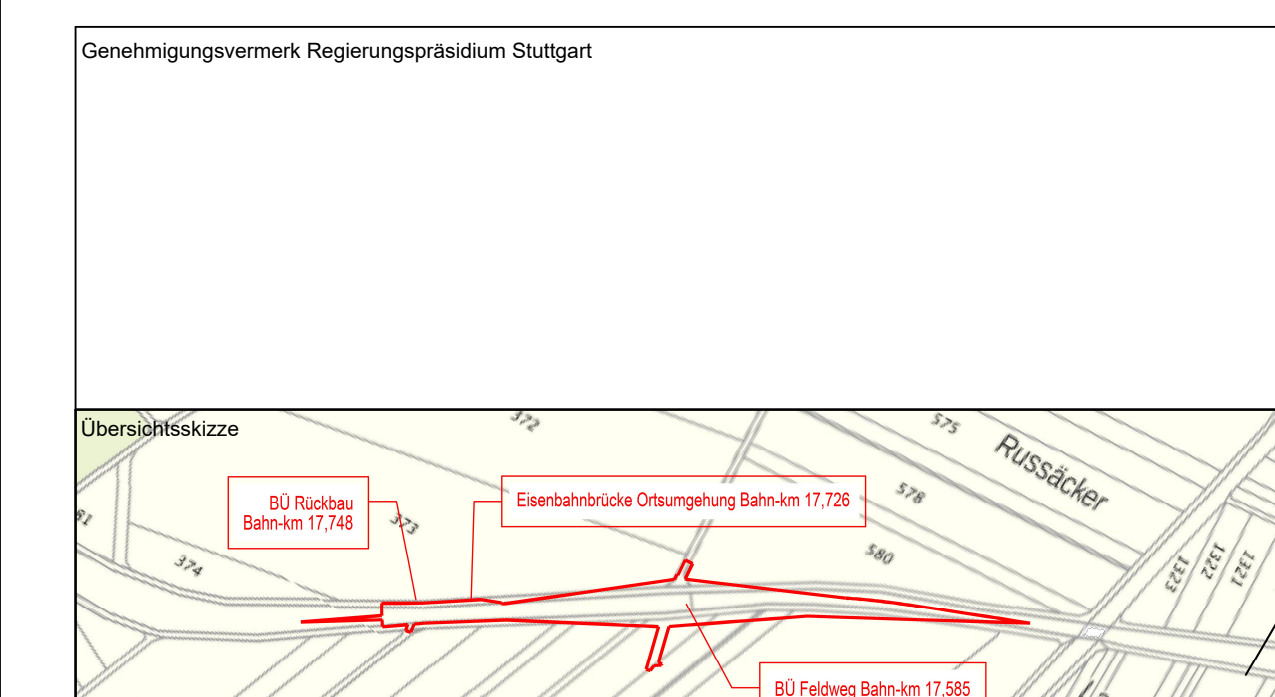 Genehmigungsvermerk Regierungspräsidium Stuttgart
Übersichtsskizze
372
575
Russäcker
BÜ Rückbau
Bahn-km 17,748
Eisenbahnbrücke Ortsumgehung Bahn-km 17,726
578
373
580
374
1323
1322
1321
BÜ Feldweg Bahn-km 17,585